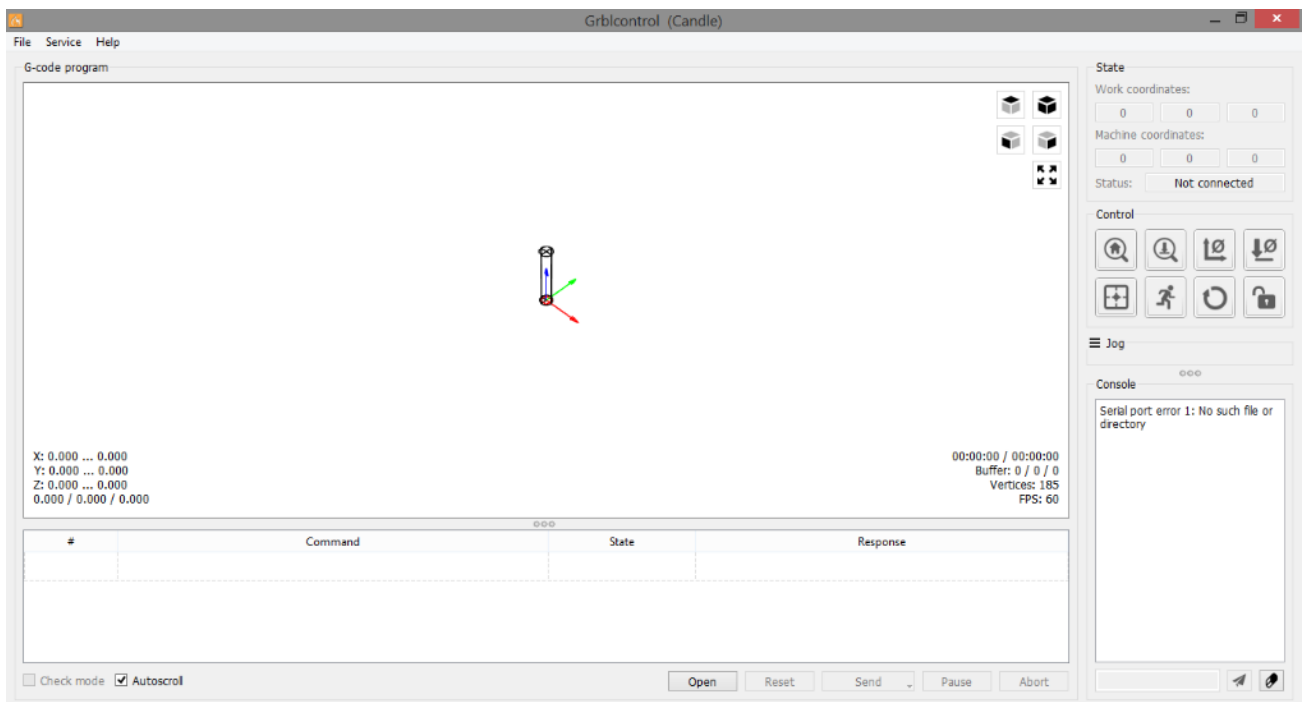 Grblcontrol (Candle)
File Service Help
G-code program
X: 0.000 ... 0.000
Y: 0.000 ... 0.000
Z: 0.000 ... 0.000
0.000 / 0.000 / 0.000
00:00:00 / 00:00:00
Buffer: 0 / 0 / 0
Vertices: 185
FPS: 60
# Command State Response
Check mode Autoscroll Open Reset Send Pause Abort
State
Work coordinates:
0 0 0
Machine coordinates:
0 0 0
Status: Not connected
Control
Jog
Console
Serial port error 1: No such file or
directory